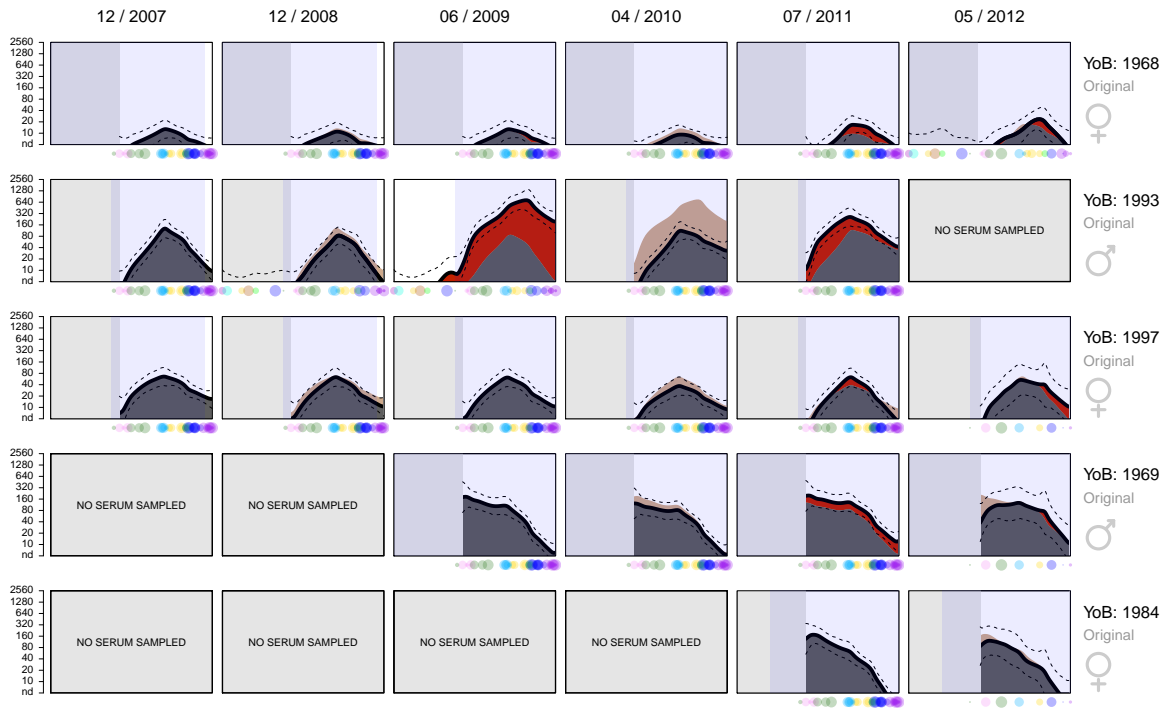 12 / 2007 12 / 2008 06 / 2009 04 / 2010 07 / 2011 05 / 2012
2560
1280
640
320
160
80
40
20
10
nd
YoB: 1968
Original
♀
2560
1280
640
320
160
80
40
20
10
nd
NO SERUM SAMPLED
YoB: 1993
Original
♂
2560
1280
640
320
160
80
40
20
10
nd
YoB: 1997
Original
♀
2560
1280
640
320
160
80
40
20
10
nd
NO SERUM SAMPLED NO SERUM SAMPLED
YoB: 1969
Original
♂
2560
1280
640
320
160
80
40
20
10
nd
NO SERUM SAMPLED NO SERUM SAMPLED NO SERUM SAMPLED NO SERUM SAMPLED
YoB: 1984
Original
♀